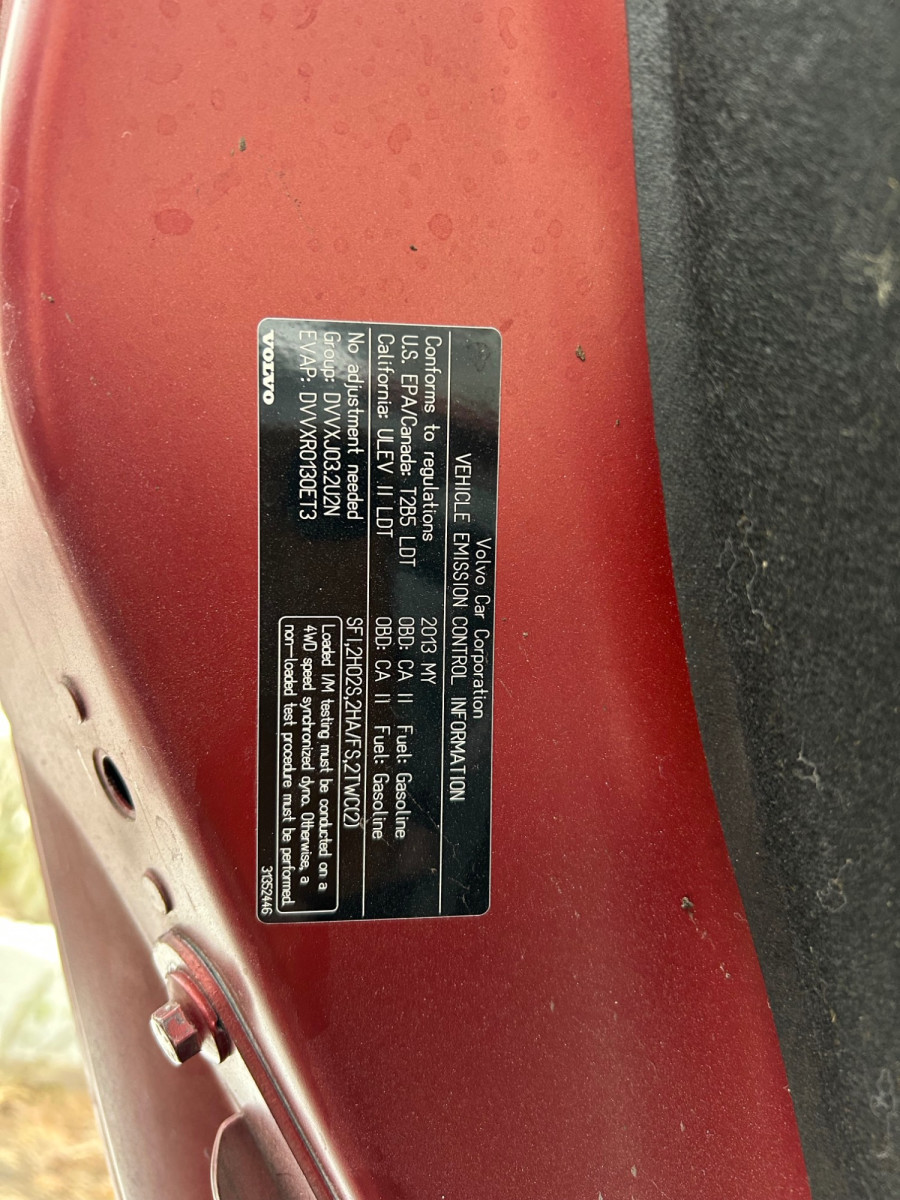 Volvo Car Corporation
VEHICLE EMISSION CONTROL INFORMATION
Conforms to regulations 2013 MY
U.S. EPA/Canada: T2B5 LDT OBD: CA II Fuel: Gasoline
California: ULEV II LDT OBD: CA II Fuel: Gasoline
No adjustment needed SFI,2HO2S,2HA/FS,2TWC(2)
Group: DVVXJ03.2U2N
EVAP: DVVXR0130ET3
Loaded I/M testing must be conducted on a
4WD speed synchronized dyno. Otherwise, a
non-loaded test procedure must be performed.
VOLVO 31352446